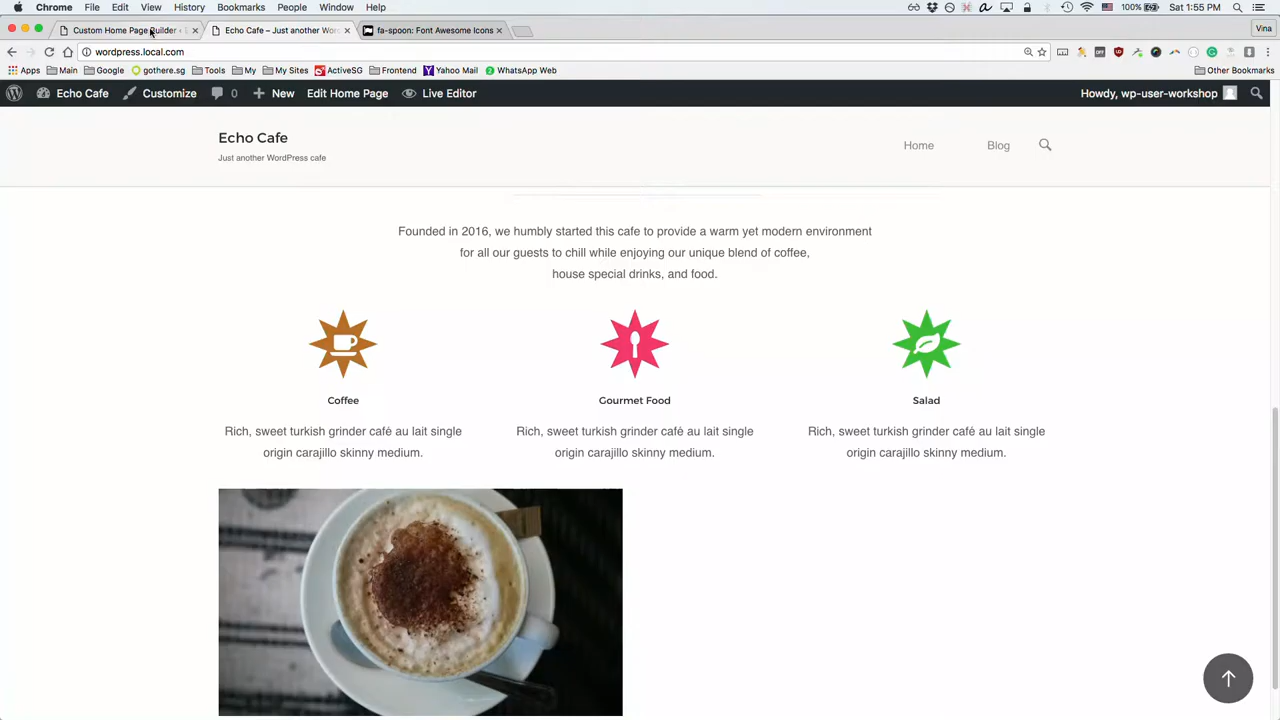 Chrome File Edit View History Bookmarks People Window Help
100% Sat 1:55 PM
Custom Home Page Builder ‹
Echo Cafe – Just another Wor
fa-spoon: Font Awesome Icons
Vina
wordpress.local.com
Apps Main Google gothere.sg Tools My My Sites ActiveSG Frontend Yahoo Mail WhatsApp Web Other Bookmarks
Echo Cafe Customize 0 New Edit Home Page Live Editor Howdy, wp-user-workshop
Echo Cafe
Just another WordPress cafe
Home Blog
Founded in 2016, we humbly started this cafe to provide a warm yet modern environment
for all our guests to chill while enjoying our unique blend of coffee,
house special drinks, and food.
Coffee Gourmet Food Salad
Rich, sweet turkish grinder café au lait single Rich, sweet turkish grinder café au lait single Rich, sweet turkish grinder café au lait single
origin carajillo skinny medium. origin carajillo skinny medium. origin carajillo skinny medium.